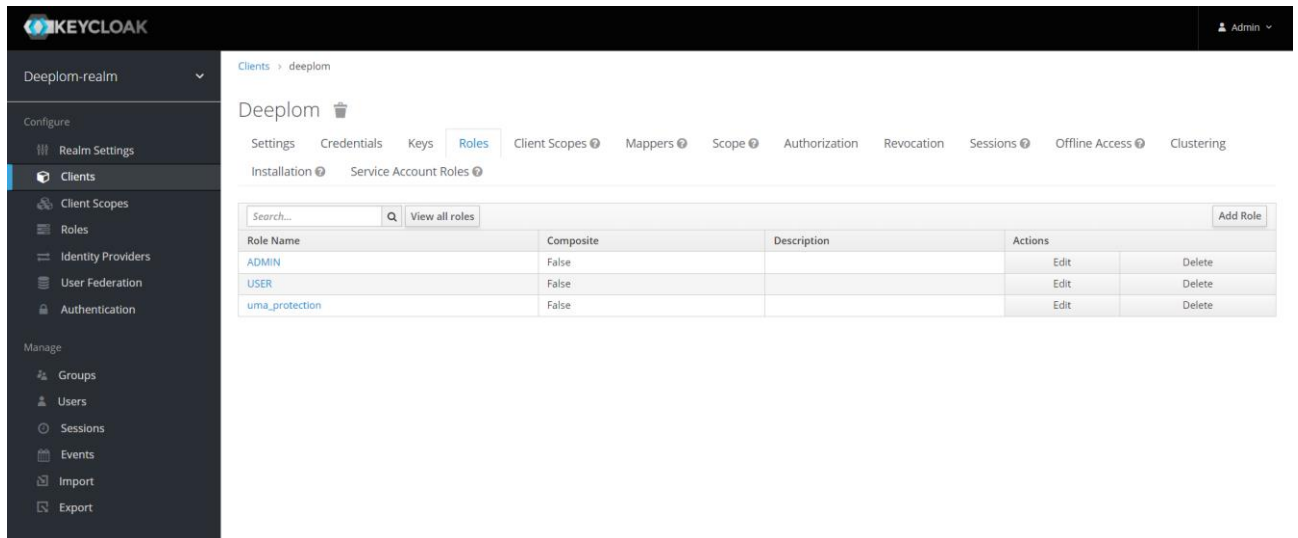 KEYCLOAK
Admin
Deeplom-realm
Clients > deeplom
Deeplom
Configure
Realm Settings
Clients
Client Scopes
Roles
Identity Providers
User Federation
Authentication
Manage
Groups
Users
Sessions
Events
Import
Export
Settings Credentials Keys Roles Client Scopes Mappers Scope Authorization Revocation Sessions Offline Access Clustering
Installation Service Account Roles
Search... View all roles Add Role
Role Name Composite Description Actions
ADMIN False Edit Delete
USER False Edit Delete
uma_protection False Edit Delete